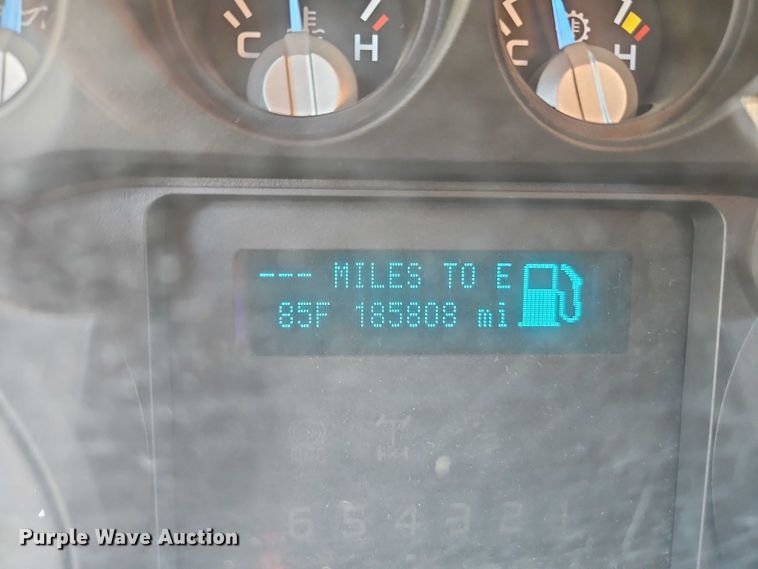 C H
C H
--- MILES TO E
85F 185808 mi
6 5 4 3 2 1
Purple Wave Auction